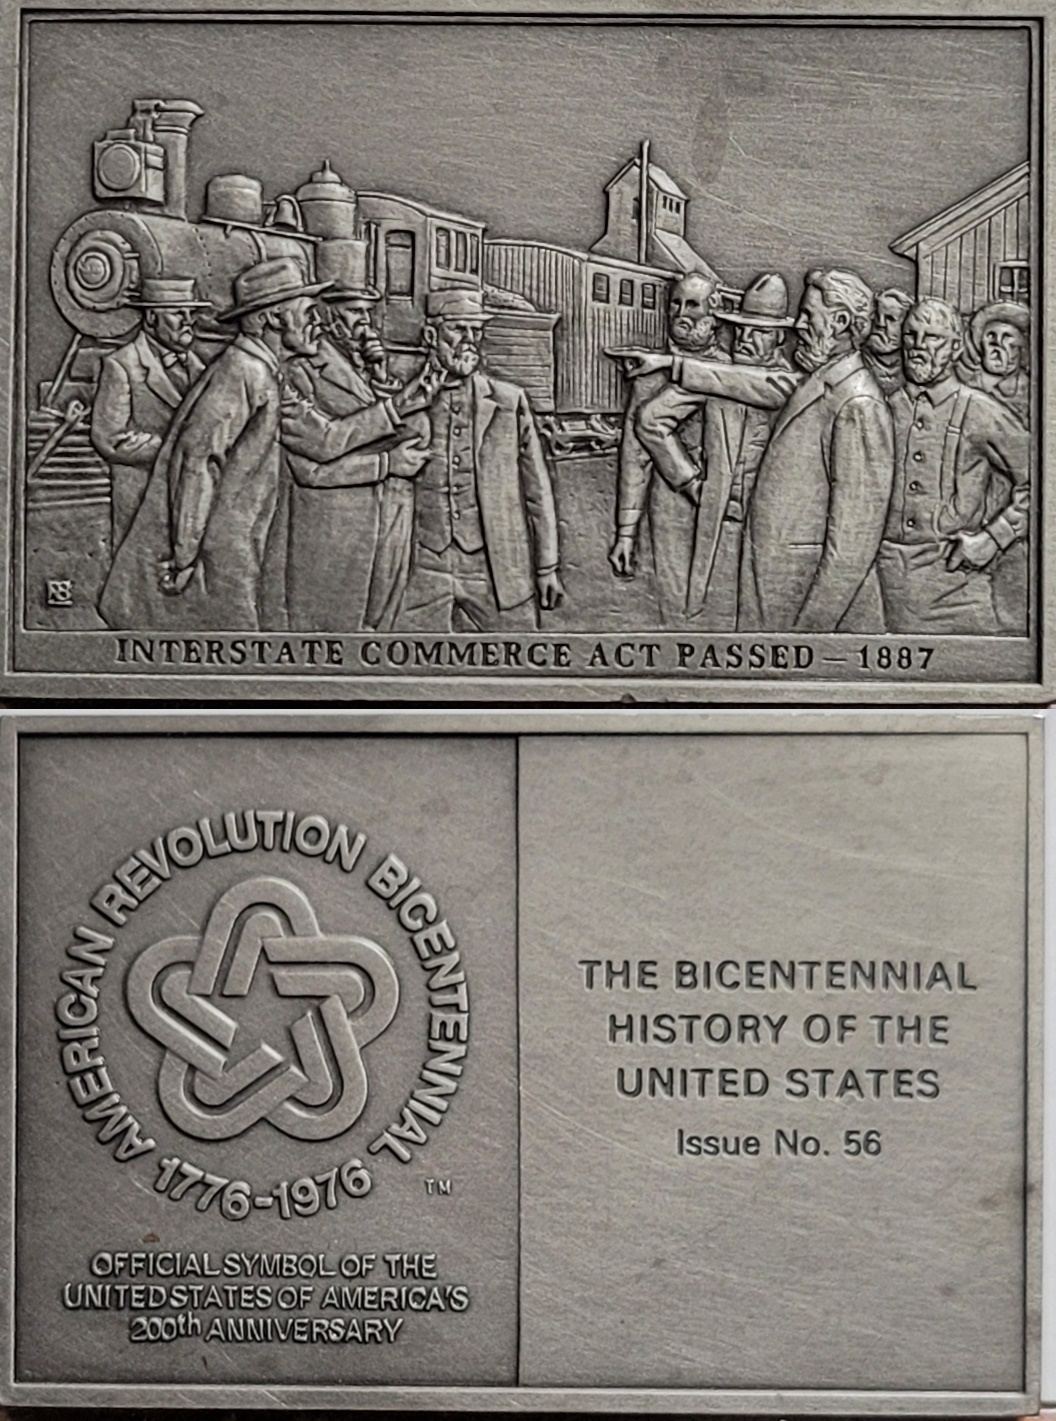 INTERSTATE COMMERCE ACT PASSED – 1887
AMERICAN REVOLUTION BICENTENNIAL
1776-1976
TM
OFFICIAL SYMBOL OF THE
UNITED STATES OF AMERICA'S
200th ANNIVERSARY
THE BICENTENNIAL
HISTORY OF THE
UNITED STATES
Issue No. 56